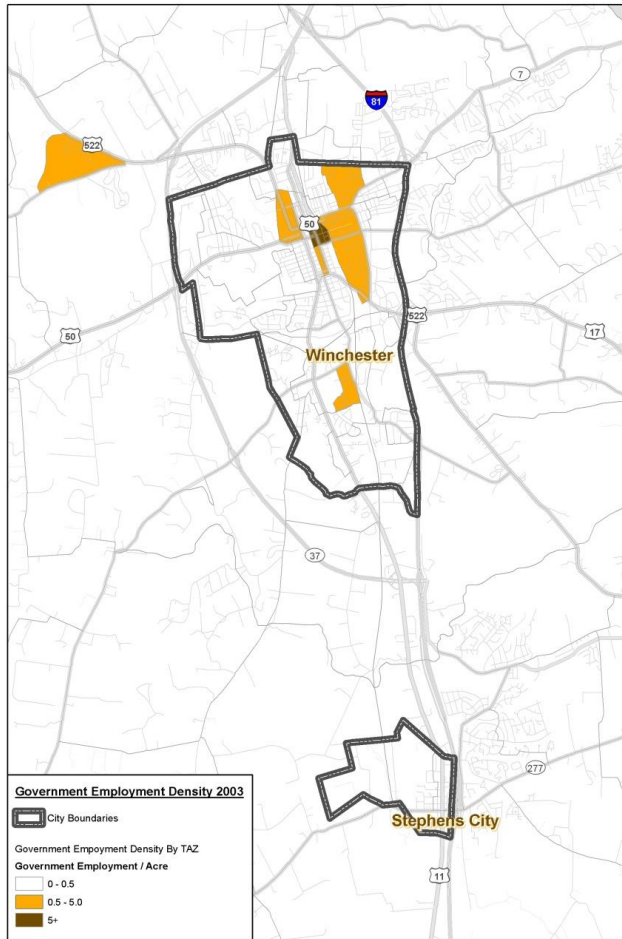 7
81
522
50
522
17
50
Winchester
37
277
Stephens City
11
Government Employment Density 2003
City Boundaries
Government Empoyment Density By TAZ
Government Employment / Acre
0 - 0.5
0.5 - 5.0
5+